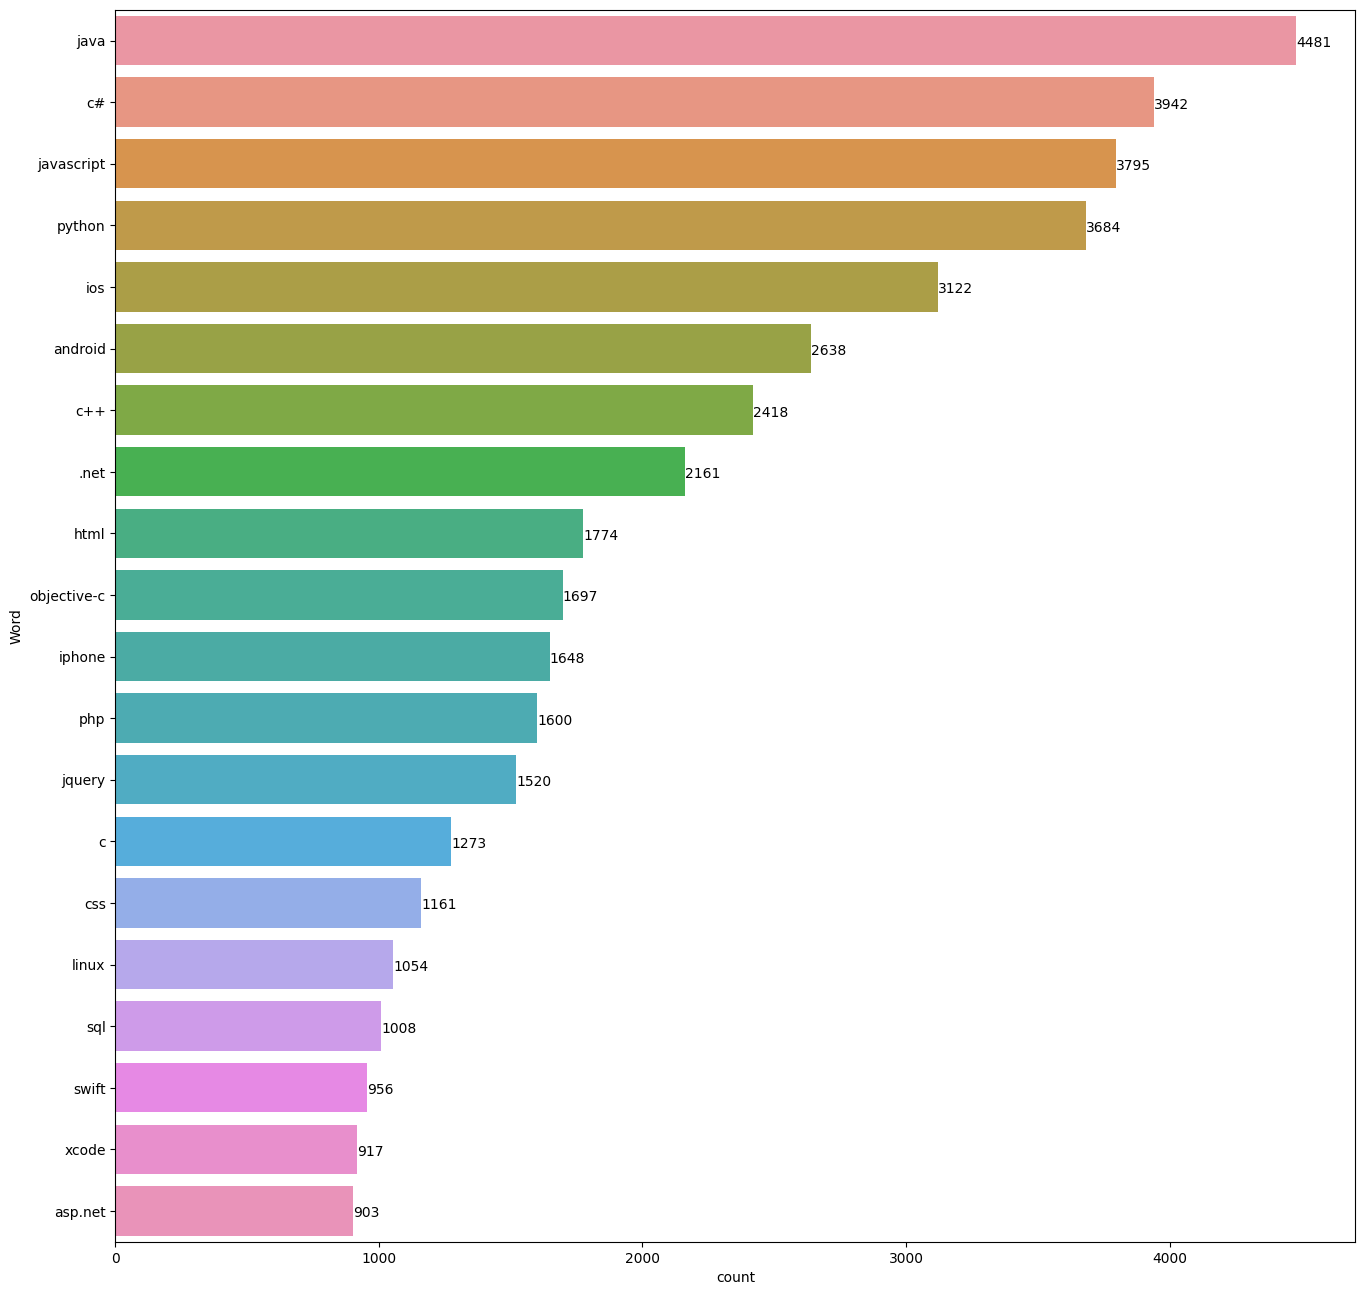 java 4481
c# 3942
javascript 3795
python 3684
ios 3122
android 2638
c++ 2418
.net 2161
html 1774
objective-c 1697
Word
iphone 1648
php 1600
jquery 1520
c 1273
css 1161
linux 1054
sql 1008
swift 956
xcode 917
asp.net 903
0 1000 2000 3000 4000
count